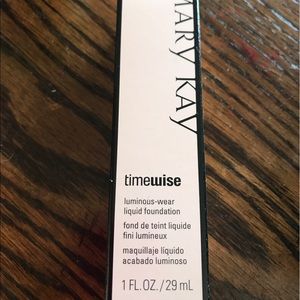 MARY KAY
timewise
luminous-wear
liquid foundation
fond de teint liquide
fini lumineux
maquillaje líquido
acabado luminoso
1 FL.OZ./29 mL